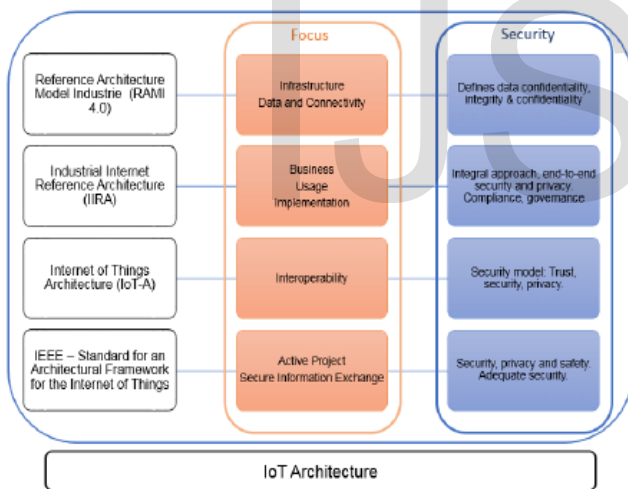 Focus
Security
Reference Architecture
Model Industrie (RAMI
4.0)
Infrastructure
Data and Connectivity
Defines data confidentiality,
integrity & confidentiality
Industrial Internet
Reference Architecture
(IIRA)
Business
Usage
Implementation
Integral approach, end-to-end
security and privacy.
Compliance, governance
Internet of Things
Architecture (IoT-A)
Interoperability
Security model: Trust,
security, privacy.
IEEE – Standard for an
Architectural Framework
for the Internet of Things
Active Project
Secure Information Exchange
Security, privacy and safety.
Adequate security.
IoT Architecture
IJS